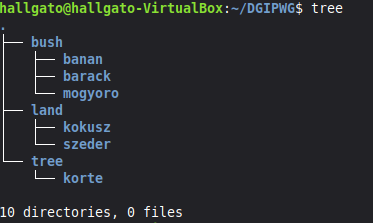 hallgato@hallgato-VirtualBox:~/DGIPWG$ tree
.
├── bush
│   ├── banan
│   ├── barack
│   └── mogyoro
├── land
│   ├── kokusz
│   └── szeder
└── tree
    └── korte
10 directories, 0 files